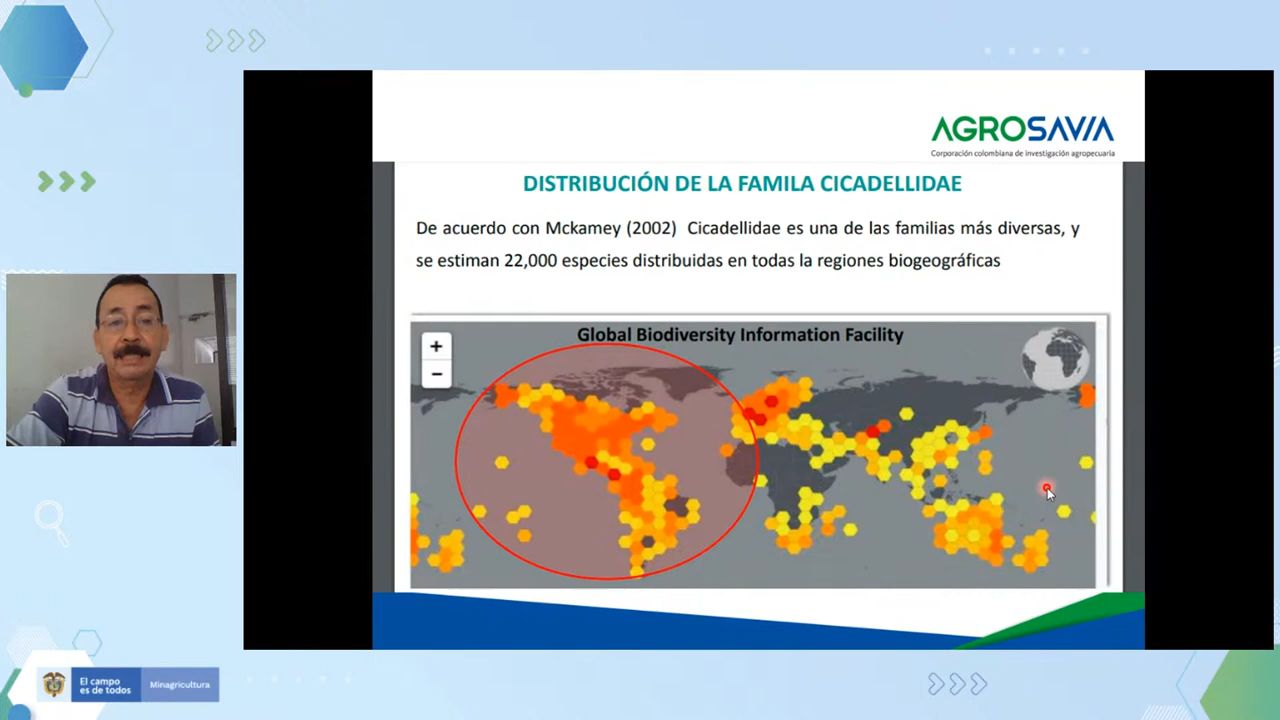 AGROSAVIA
Corporación colombiana de investigación agropecuaria
DISTRIBUCIÓN DE LA FAMILA CICADELLIDAE
De acuerdo con Mckamey (2002) Cicadellidae es una de las familias más diversas, y
se estiman 22,000 especies distribuidas en todas la regiones biogeográficas
Global Biodiversity Information Facility
+
−
El campo
es de todos
Minagricultura